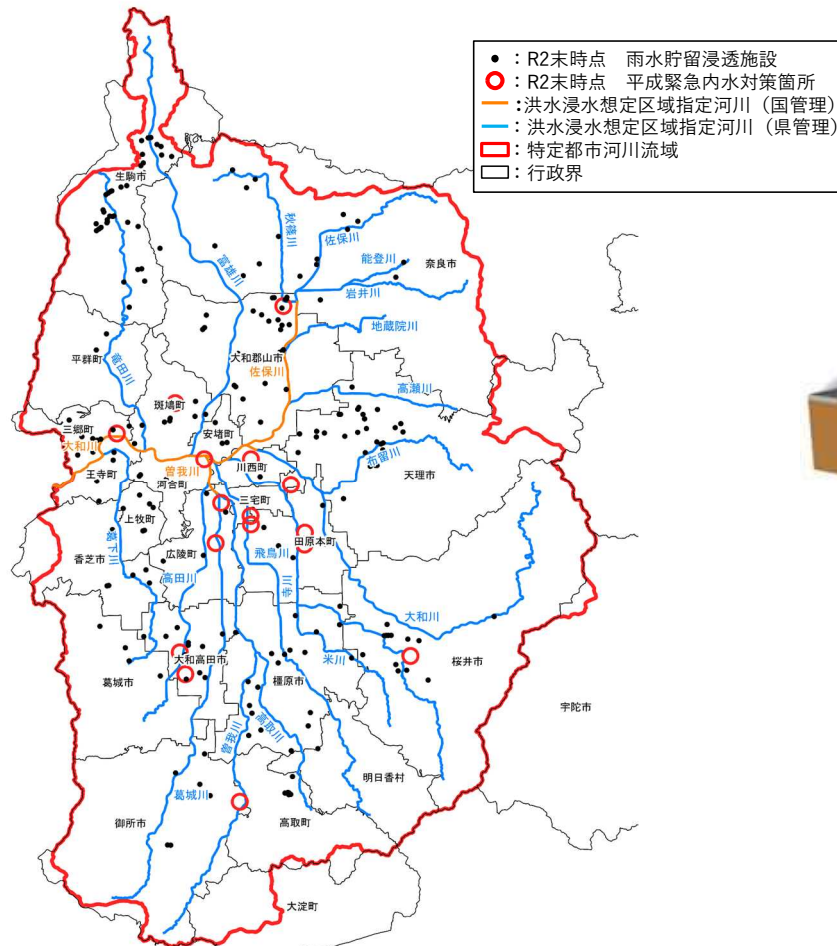 ● ：R2末時点　雨水貯留浸透施設
○ ：R2末時点　平成緊急内水対策箇所
：洪水浸水想定区域指定河川（国管理）
：洪水浸水想定区域指定河川（県管理）
：特定都市河川流域
：行政界
生駒市
秋篠川
佐保川
富雄川
能登川
奈良市
岩井川
地蔵院川
大和郡山市
平群町
竜田川
佐保川
高瀬川
斑鳩町
三郷町
安堵町
大和川
曽我川
川西町
布留川
王寺町
河合町
天理市
三宅町
上牧町
葛下川
田原本町
飛鳥川
広陵町
香芝市
高田川
寺川
大和川
大和高田市
米川
桜井市
葛城市
橿原市
宇陀市
曽我川
高取川
明日香村
葛城川
御所市
高取町
大淀町